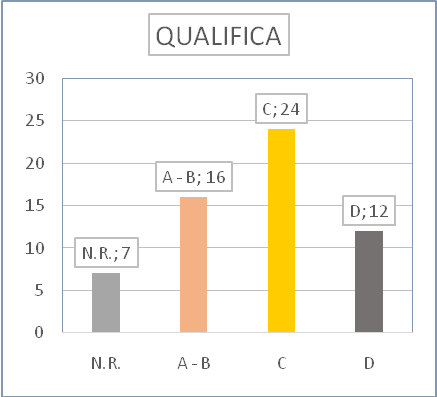 QUALIFICA
30
25
20
15
10
5
0
N.R.; 7
A - B; 16
C; 24
D; 12
N.R.
A - B
C
D